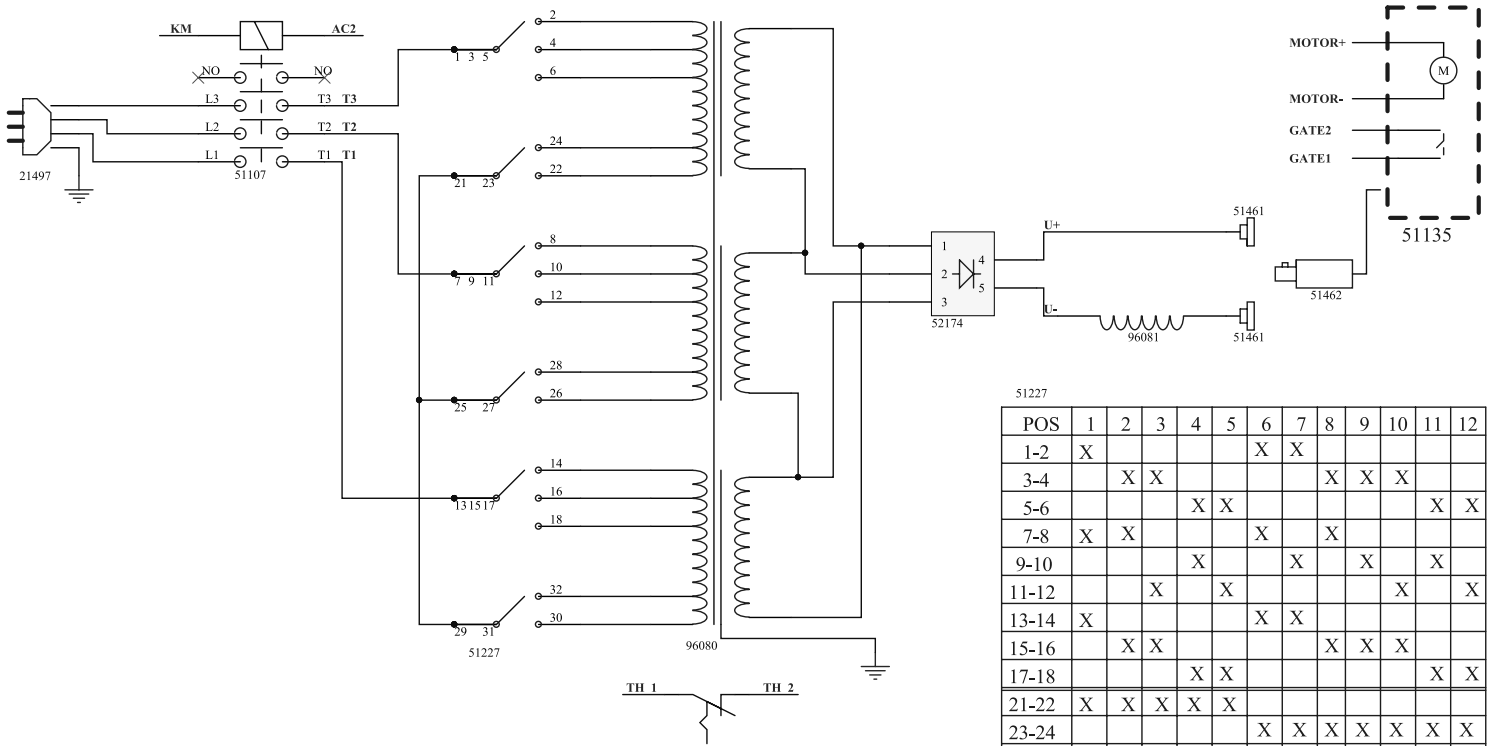 KM AC2
NO NO
L3 T3 T3
L2 T2 T2
L1 T1 T1
21497
51107
2
1 3 5 4
6
24
21 23 22
8
7 9 11 10
12
28
25 27 26
14
13 15 17 16
18
32
29 31 30
51227
96080
TH_1 TH_2
1
2
3
4
5
52174
U+
U-
96081
51461
51461
51462
MOTOR+
M
MOTOR-
GATE2
GATE1
51135
51227
POS 1 2 3 4 5 6 7 8 9 10 11 12
1-2 X X X
3-4 X X X X X
5-6 X X X X
7-8 X X X X
9-10 X X X X
11-12 X X X X
13-14 X X X
15-16 X X X X X
17-18 X X X X
21-22 X X X X X
23-24 X X X X X X X